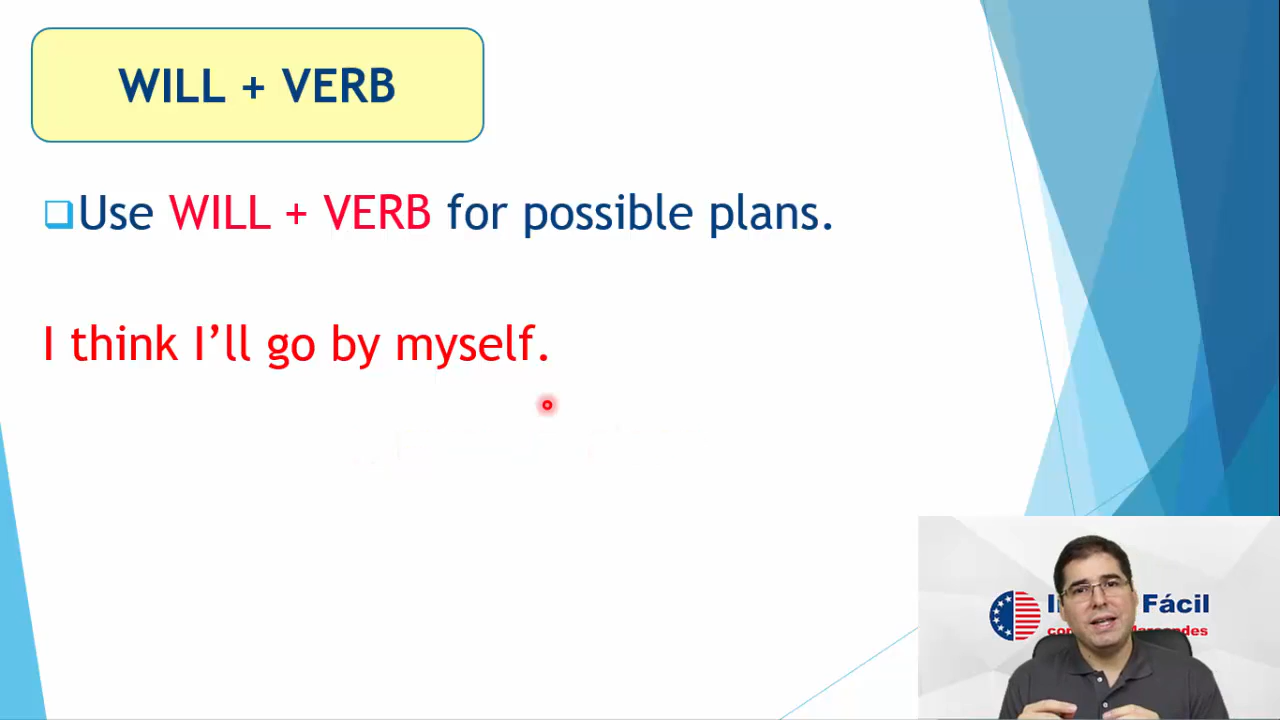 WILL + VERB
Use WILL + VERB for possible plans.
I think I’ll go by myself.
Fácil